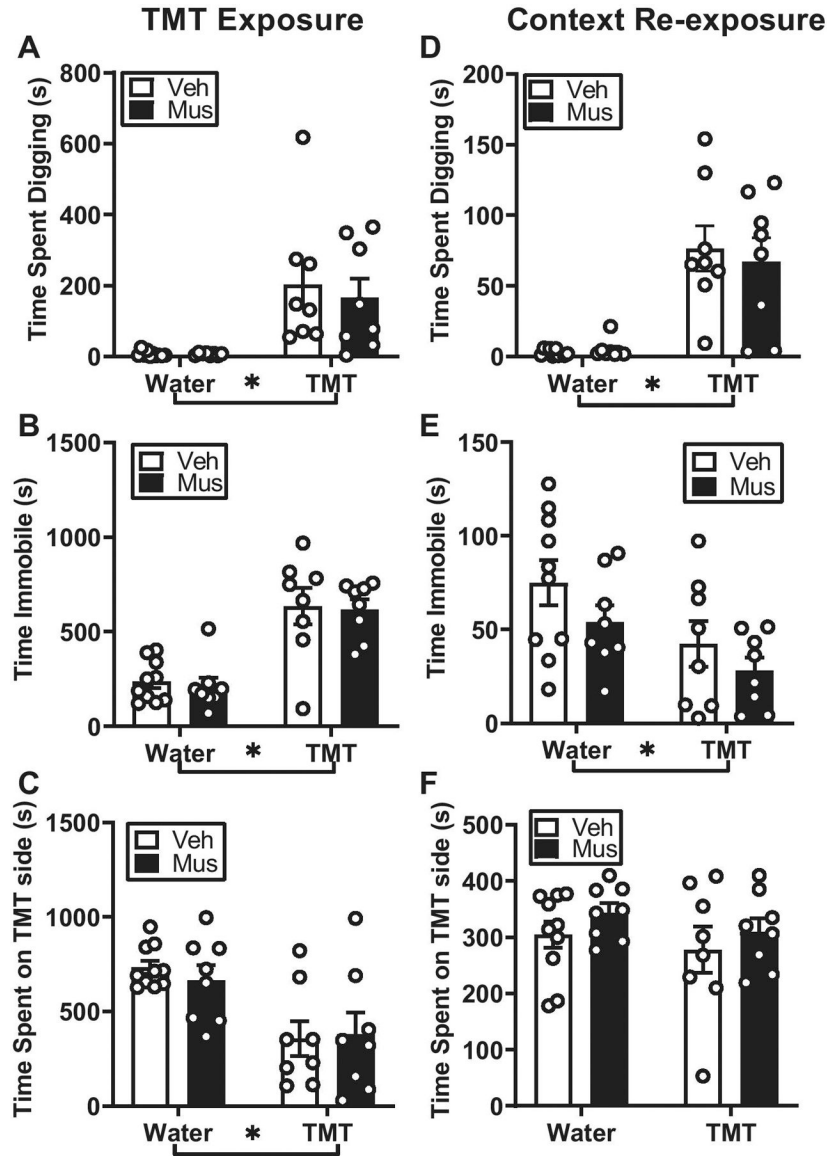 TMT Exposure
Context Re-exposure
A
Time Spent Digging (s)
800
600
400
200
0
Veh
Mus
Water * TMT
D
Time Spent Digging (s)
200
150
100
50
0
Veh
Mus
Water * TMT
B
Time Immobile (s)
1500
1000
500
0
Veh
Mus
Water * TMT
E
Time Immobile (s)
150
100
50
0
Veh
Mus
Water * TMT
C
Time Spent on TMT side (s)
1500
1000
500
0
Veh
Mus
Water * TMT
F
Time Spent on TMT side (s)
500
400
300
200
100
0
Veh
Mus
Water TMT